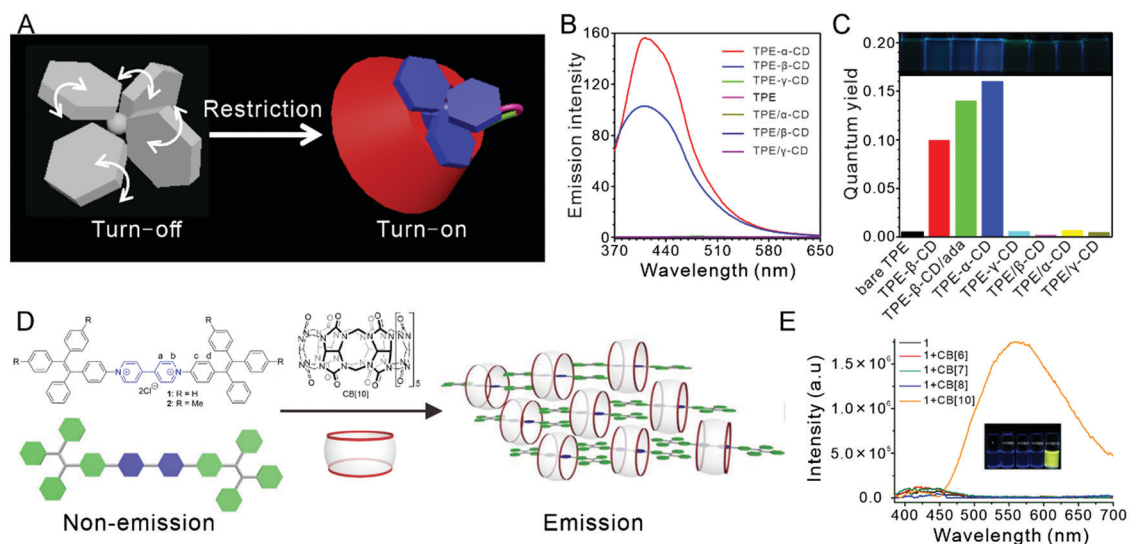 A
Restriction
Turn-off
Turn-on
B
Emission intensity
160
120
80
40
0
TPE-α-CD
TPE-β-CD
TPE-γ-CD
TPE
TPE/α-CD
TPE/β-CD
TPE/γ-CD
370
440
510
580
650
Wavelength (nm)
C
Quantum yield
0.20
0.15
0.10
0.05
0.00
bare TPE
TPE-β-CD
TPE-β-CD/ada
TPE-α-CD
TPE-γ-CD
TPE/β-CD
TPE/α-CD
TPE/γ-CD
D
R
R
R
R
a b c d
N
N
2Cl⁻
1: R = H
2: R = Me
CB[10]
5
Non-emission
Emission
E
Intensity (a.u)
1.5×10⁶
1.0×10⁶
5.0×10⁵
0.0
1
1+CB[6]
1+CB[7]
1+CB[8]
1+CB[10]
400
450
500
550
600
650
700
Wavelength (nm)